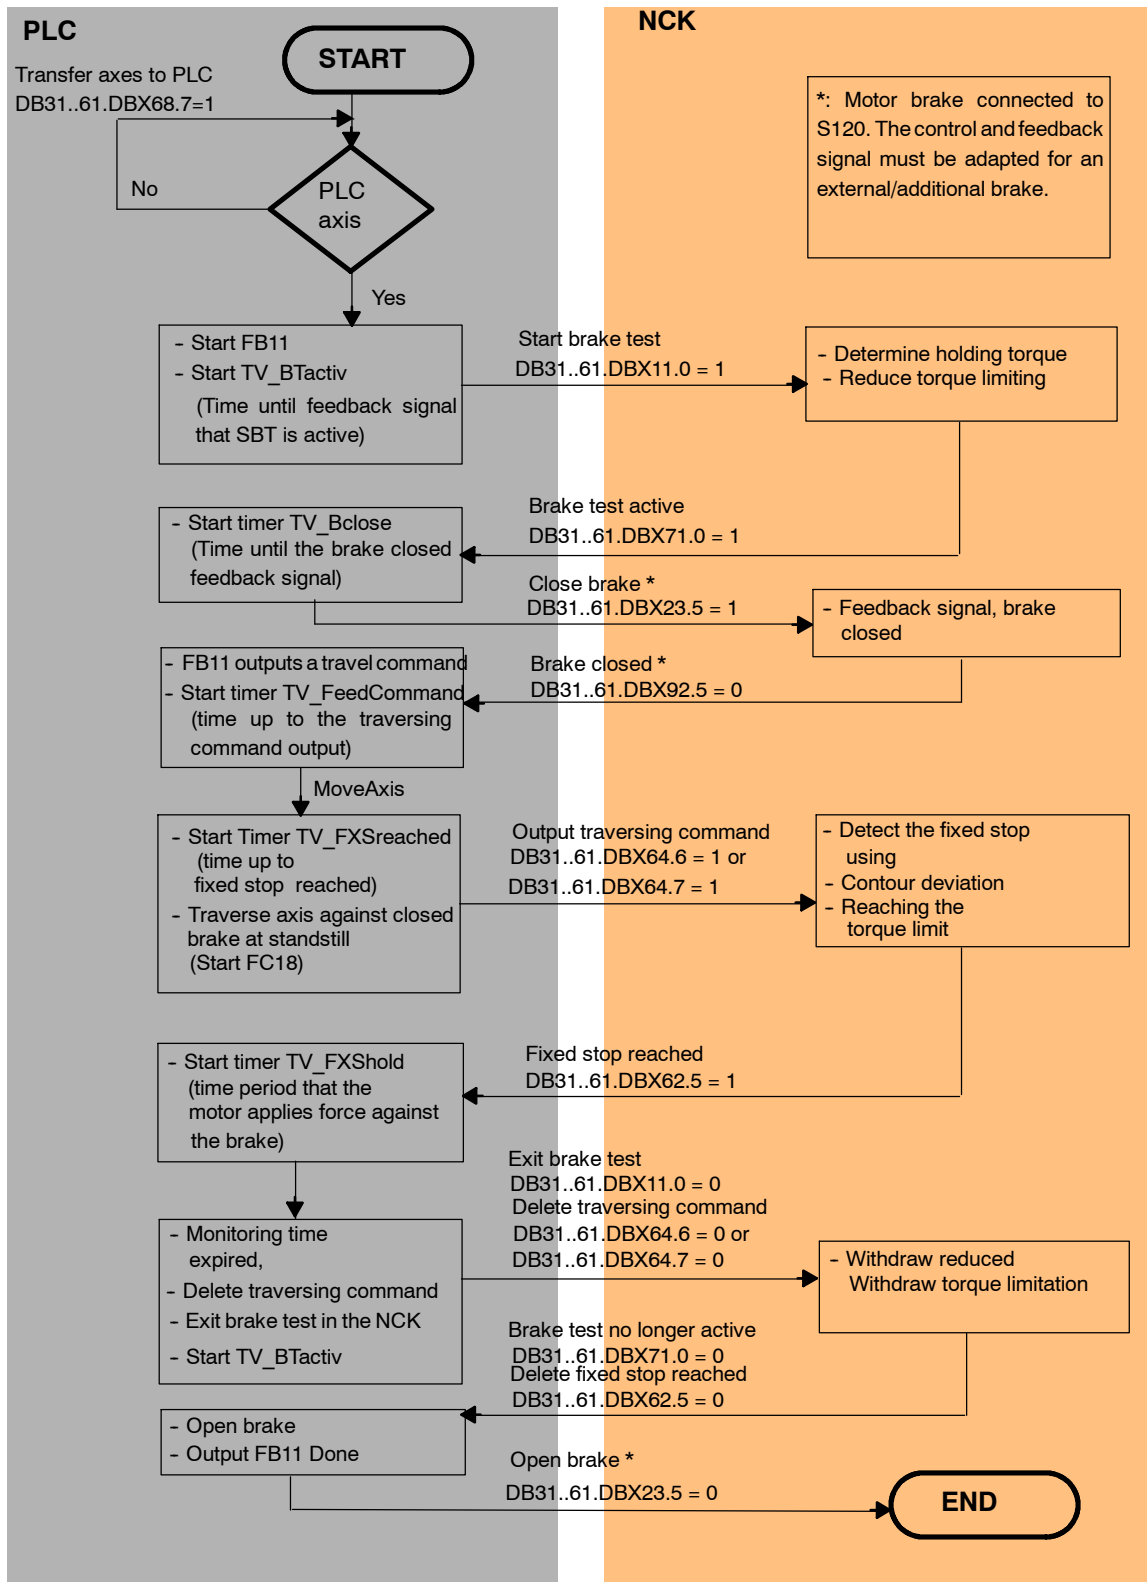 PLC
NCK
START
Transfer axes to PLC
DB31..61.DBX68.7=1
*: Motor brake connected to
S120. The control and feedback
signal must be adapted for an
external/additional brake.
No
PLC
axis
Yes
- Start FB11
- Start TV_BTactiv
(Time until feedback signal
that SBT is active)
Start brake test
DB31..61.DBX11.0 = 1
- Determine holding torque
- Reduce torque limiting
Brake test active
DB31..61.DBX71.0 = 1
- Start timer TV_Bclose
(Time until the brake closed
feedback signal)
Close brake *
DB31..61.DBX23.5 = 1
- Feedback signal, brake
closed
Brake closed *
DB31..61.DBX92.5 = 0
- FB11 outputs a travel command
- Start timer TV_FeedCommand
(time up to the traversing
command output)
MoveAxis
- Start Timer TV_FXSreached
(time up to
fixed stop reached)
- Traverse axis against closed
brake at standstill
(Start FC18)
Output traversing command
DB31..61.DBX64.6 = 1 or
DB31..61.DBX64.7 = 1
- Detect the fixed stop
using
- Contour deviation
- Reaching the
torque limit
Fixed stop reached
DB31..61.DBX62.5 = 1
- Start timer TV_FXShold
(time period that the
motor applies force against
the brake)
Exit brake test
DB31..61.DBX11.0 = 0
Delete traversing command
DB31..61.DBX64.6 = 0 or
DB31..61.DBX64.7 = 0
- Monitoring time
expired,
- Delete traversing command
- Exit brake test in the NCK
- Start TV_BTactiv
- Withdraw reduced
Withdraw torque limitation
Brake test no longer active
DB31..61.DBX71.0 = 0
Delete fixed stop reached
DB31..61.DBX62.5 = 0
- Open brake
- Output FB11 Done
Open brake *
DB31..61.DBX23.5 = 0
END